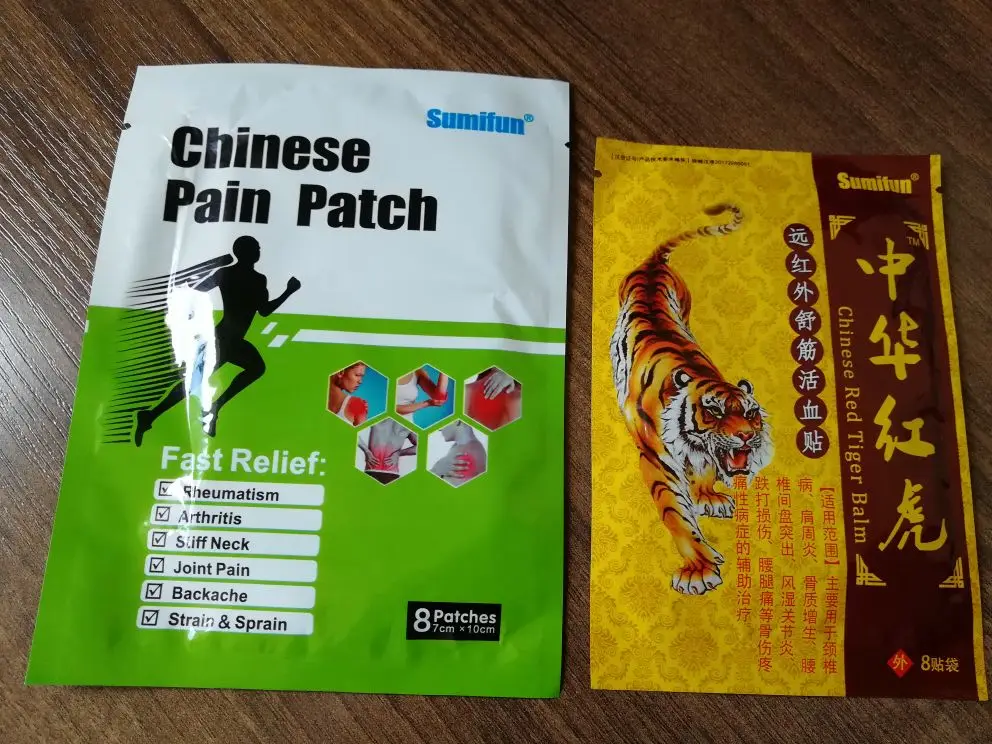 Sumifun®
Chinese
Pain Patch
Fast Relief:
Rheumatism
Arthritis
Stiff Neck
Joint Pain
Backache
Strain & Sprain
8 Patches
7cm×10cm
Sumifun®
中华红虎
TM
Chinese Red Tiger Balm
远红外舒筋活血贴
【适用范围】主要用于颈椎
病、肩周炎、骨质增生、腰
椎间盘突出、风湿关节炎、
跌打损伤、腰腿痛等骨伤疼
痛性病症的辅助治疗
外
8贴袋